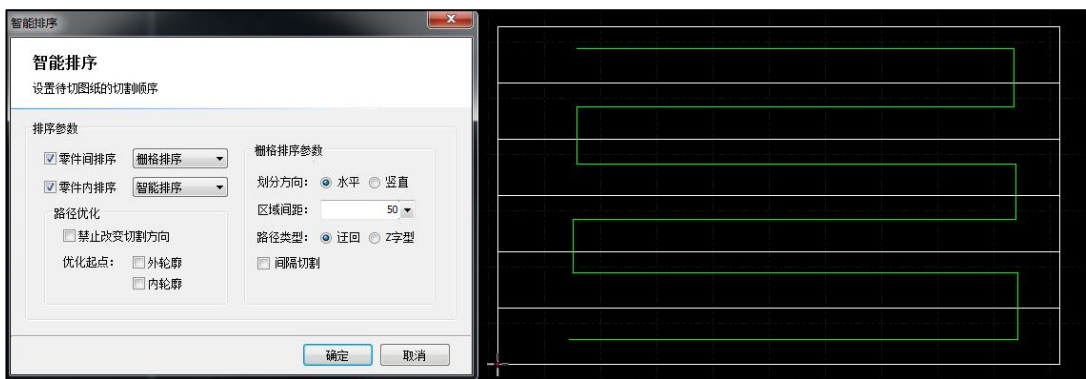 智能排序
智能排序
设置待切图纸的切割顺序
排序参数
零件间排序 栅格排序
零件内排序 智能排序
路径优化
禁止改变切割方向
优化起点： 外轮廓
内轮廓
栅格排序参数
划分方向： 水平 竖直
区域间距： 50
路径类型： 迂回 Z字型
间隔切割
确定 取消